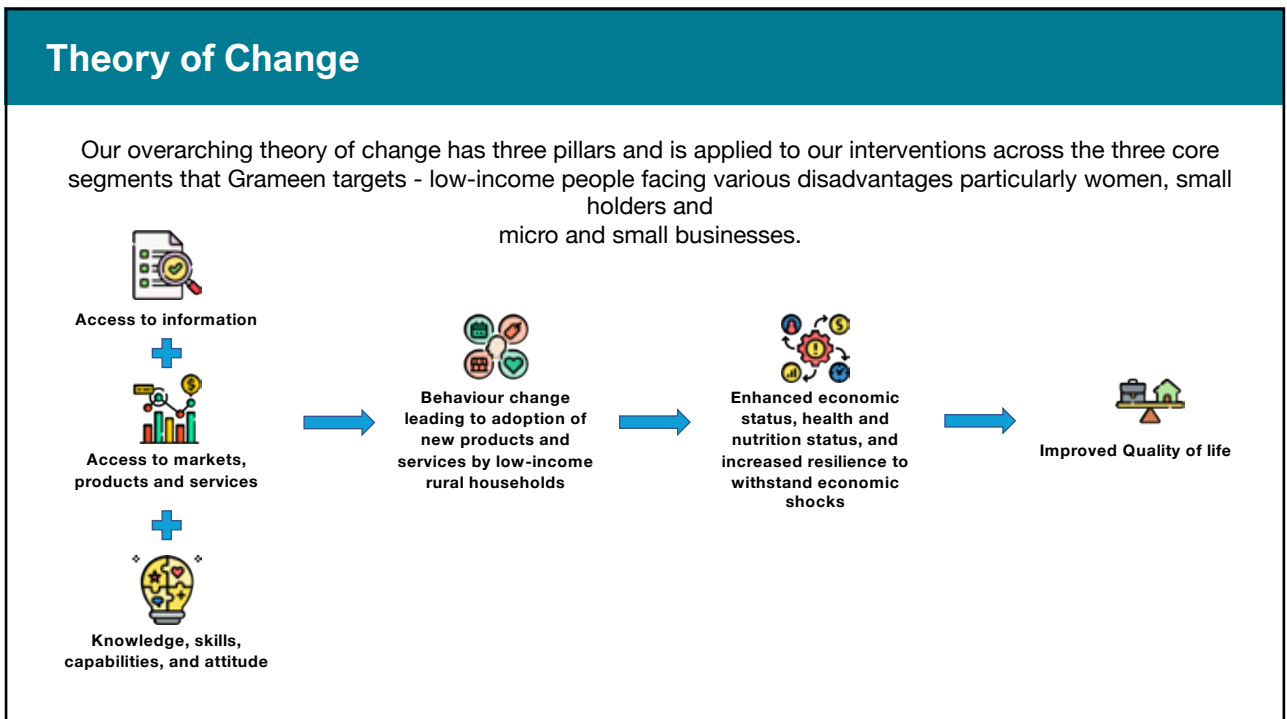 Theory of Change
Our overarching theory of change has three pillars and is applied to our interventions across the three core
segments that Grameen targets - low-income people facing various disadvantages particularly women, small
holders and
micro and small businesses.
Access to information
Access to markets,
products and services
Knowledge, skills,
capabilities, and attitude
Behaviour change
leading to adoption of
new products and
services by low-income
rural households
Enhanced economic
status, health and
nutrition status, and
increased resilience to
withstand economic
shocks
Improved Quality of life